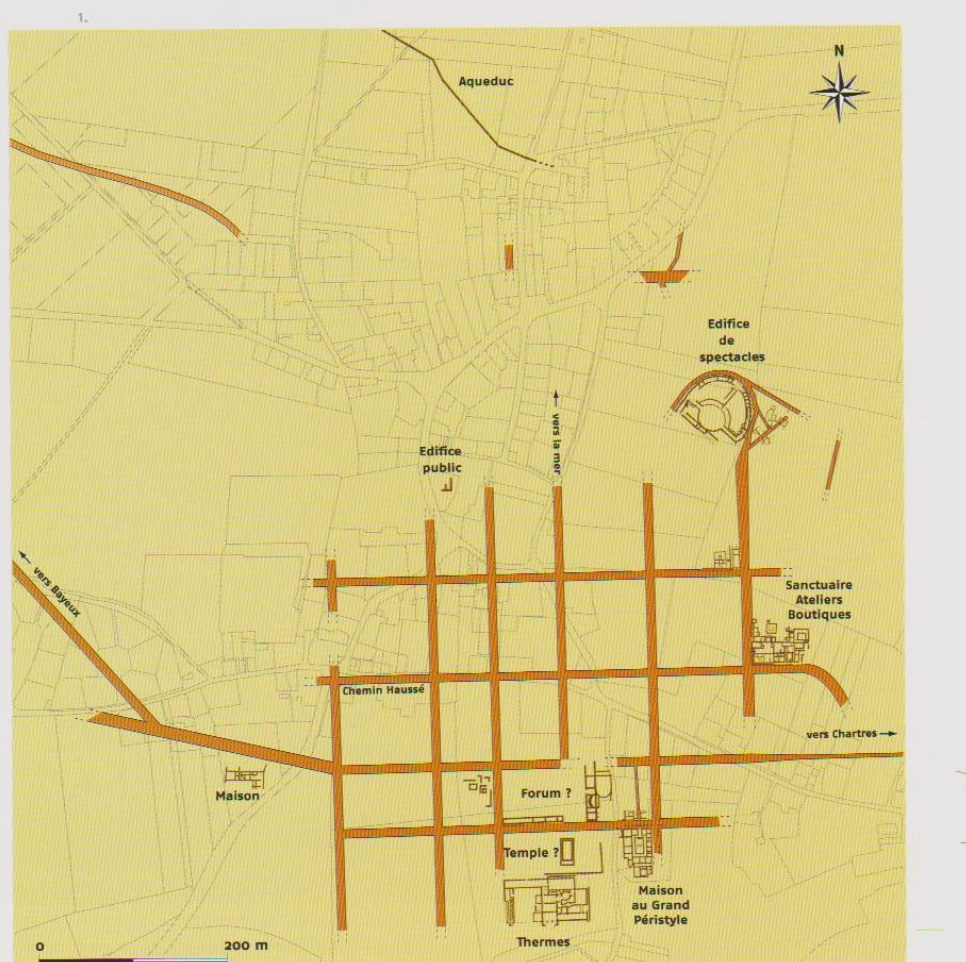 1.
N
Aqueduc
Edifice
de
spectacles
vers la mer
Edifice
public
vers Bayeux
Sanctuaire
Ateliers
Boutiques
Chemin Haussé
vers Chartres
Maison
Forum ?
Temple ?
Maison
au Grand
Péristyle
Thermes
0
200 m